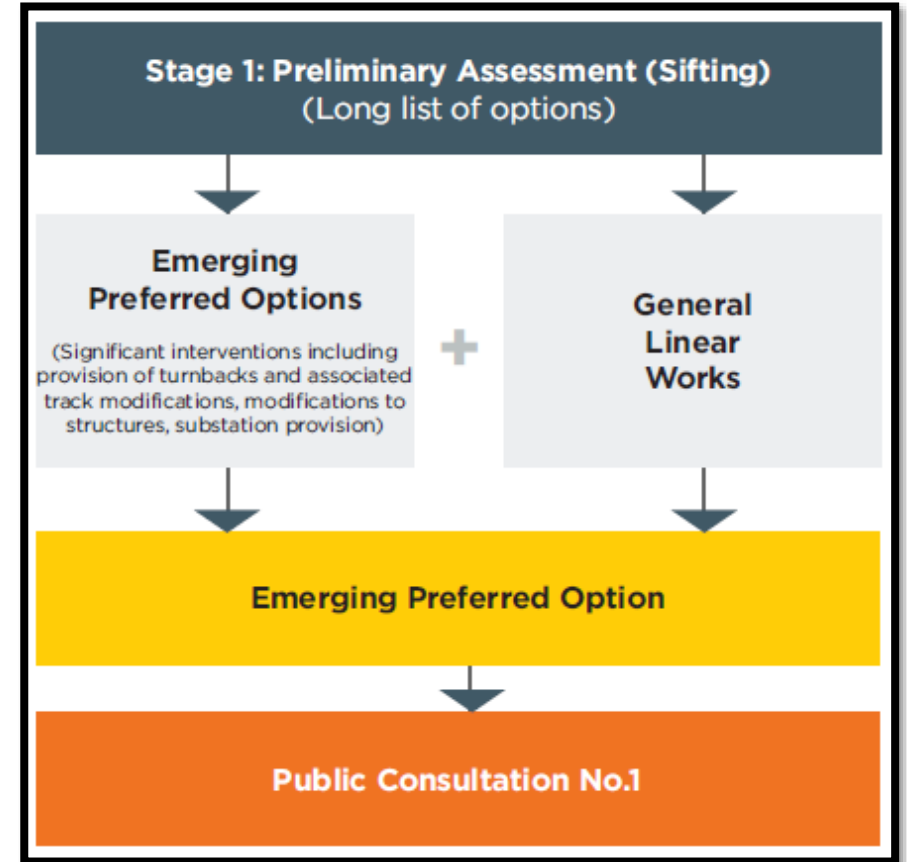 Stage 1: Preliminary Assessment (Sifting)
(Long list of options)
Emerging
Preferred Options
(Significant interventions including
provision of turnbacks and associated
track modifications, modifications to
structures, substation provision)
+
General
Linear
Works
Emerging Preferred Option
Public Consultation No.1